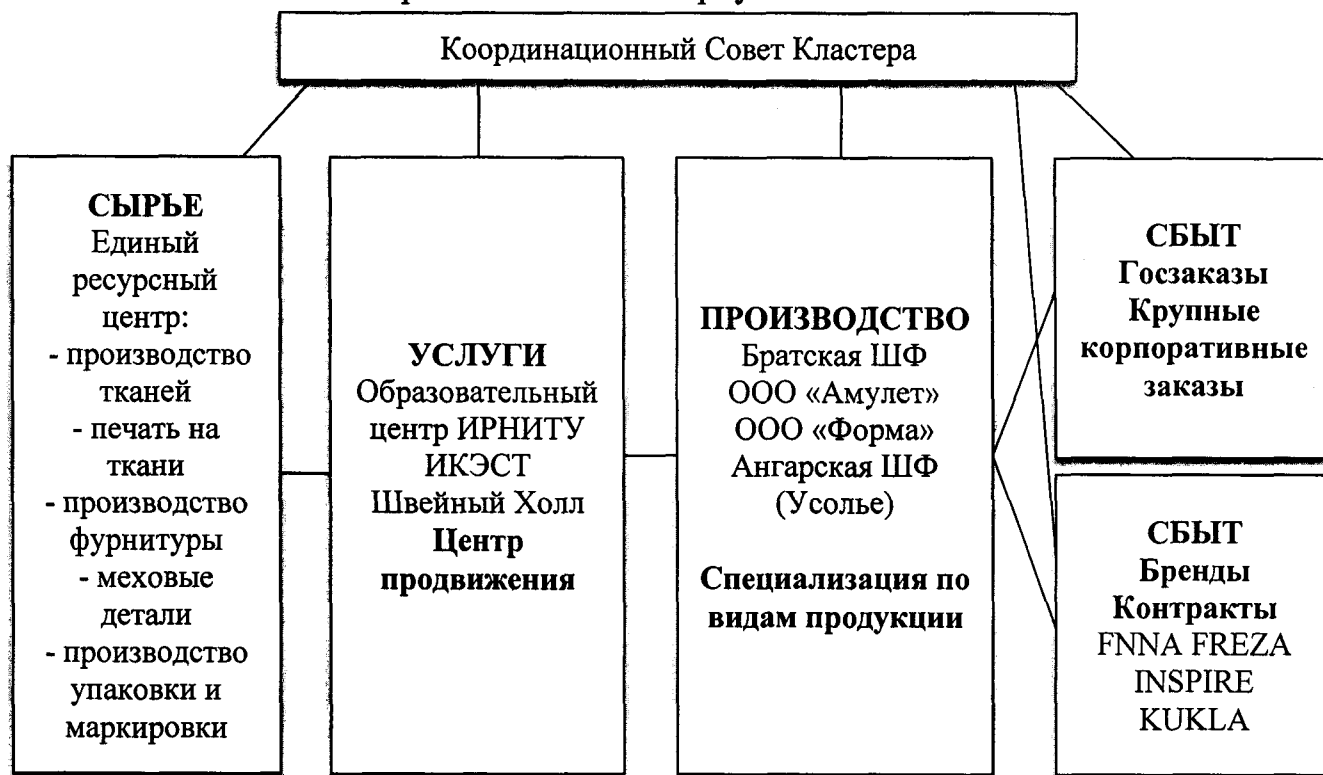 Координационный Совет Кластера
СЫРЬЕ
Единый
ресурсный
центр:
- производство
тканей
- печать на
ткани
- производство
фурнитуры
- меховые
детали
- производство
упаковки и
маркировки
УСЛУГИ
Образовательный
центр ИРНИТУ
ИКЭСТ
Швейный Холл
Центр
продвижения
ПРОИЗВОДСТВО
Братская ШФ
ООО «Амулет»
ООО «Форма»
Ангарская ШФ
(Усолье)
Специализация по
видам продукции
СБЫТ
Госзаказы
Крупные
корпоративные
заказы
СБЫТ
Бренды
Контракты
FNNA FREZA
INSPIRE
KUKLA